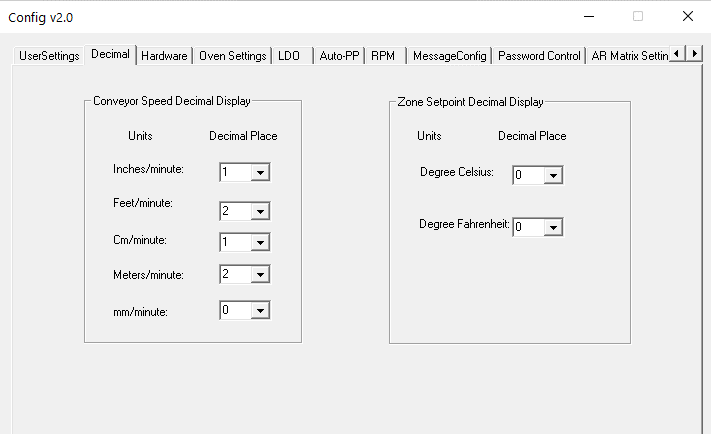 Config v2.0
UserSettings Decimal Hardware Oven Settings LDO Auto-PP RPM MessageConfig Password Control AR Matrix Settin
Conveyor Speed Decimal Display
Units Decimal Place
Inches/minute: 1
Feet/minute: 2
Cm/minute: 1
Meters/minute: 2
mm/minute: 0
Zone Setpoint Decimal Display
Units Decimal Place
Degree Celsius: 0
Degree Fahrenheit: 0